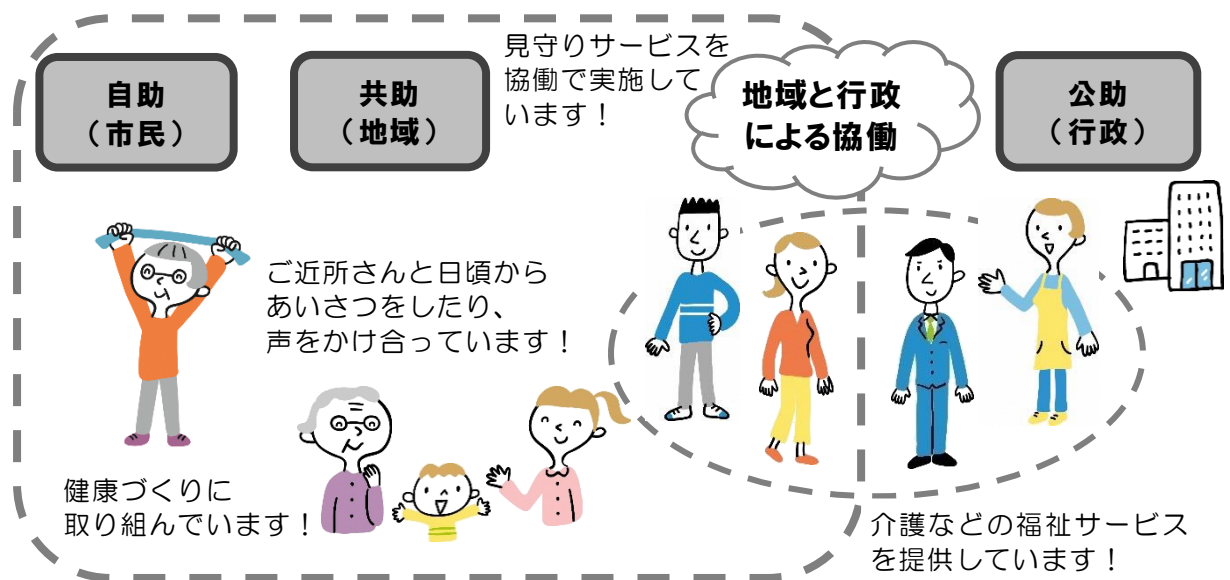 自助
（市民）
共助
（地域）
見守りサービスを
協働で実施して
います！
地域と行政
による協働
公助
（行政）
ご近所さんと日頃から
あいさつをしたり、
声をかけ合っています！
健康づくりに
取り組んでいます！
介護などの福祉サービス
を提供しています！